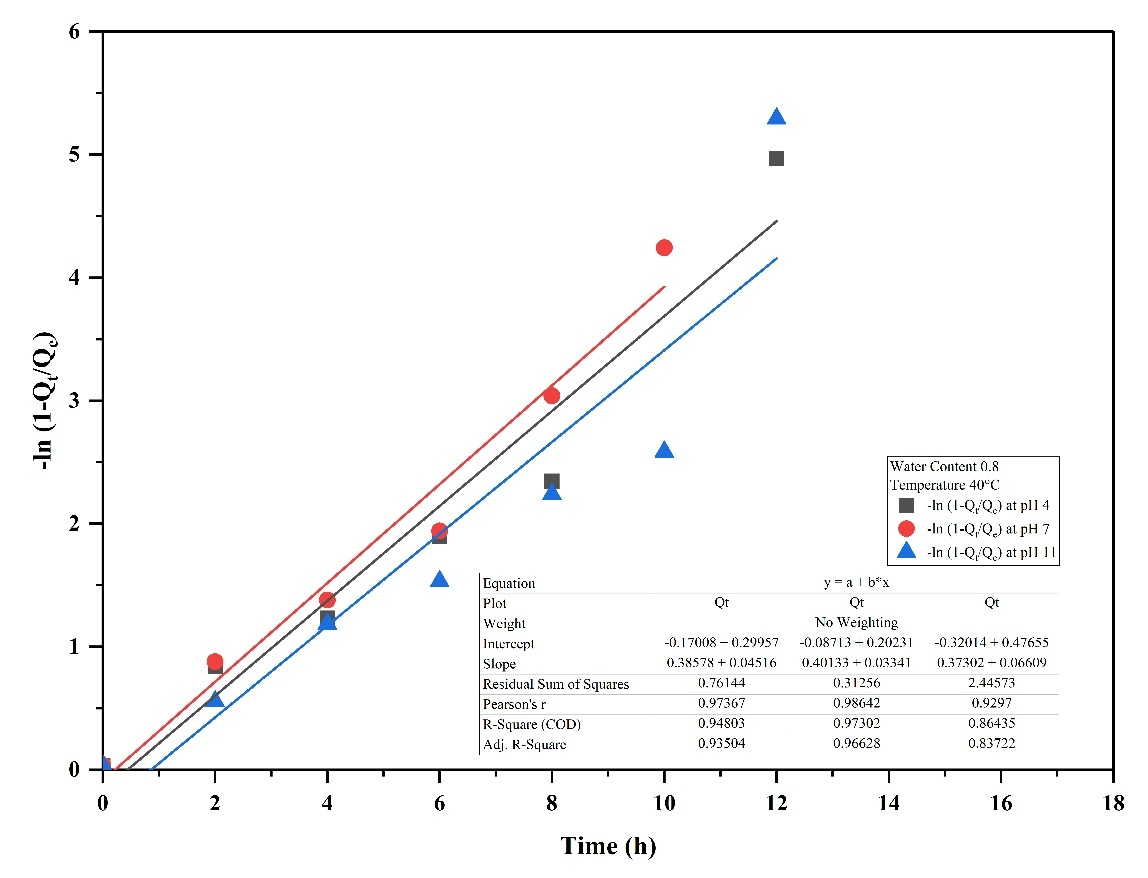 6
5
4
3
2
1
0
-ln (1-Qt/Qe)
0 2 4 6 8 10 12 14 16 18
Time (h)
Water Content 0.8
Temperature 40°C
-ln (1-Qt/Qe) at pH 4
-ln (1-Qt/Qe) at pH 7
-ln (1-Qt/Qe) at pH 11
Equation y = a + b*x
Plot Qt Qt Qt
Weight No Weighting
Intercept -0.17008 ± 0.29957 -0.08713 ± 0.20231 -0.32014 ± 0.47655
Slope 0.38578 ± 0.04516 0.40133 ± 0.03341 0.37302 ± 0.06609
Residual Sum of Squares 0.76144 0.31256 2.44573
Pearson's r 0.97367 0.98642 0.9297
R-Square (COD) 0.94803 0.97302 0.86435
Adj. R-Square 0.93504 0.96628 0.83722